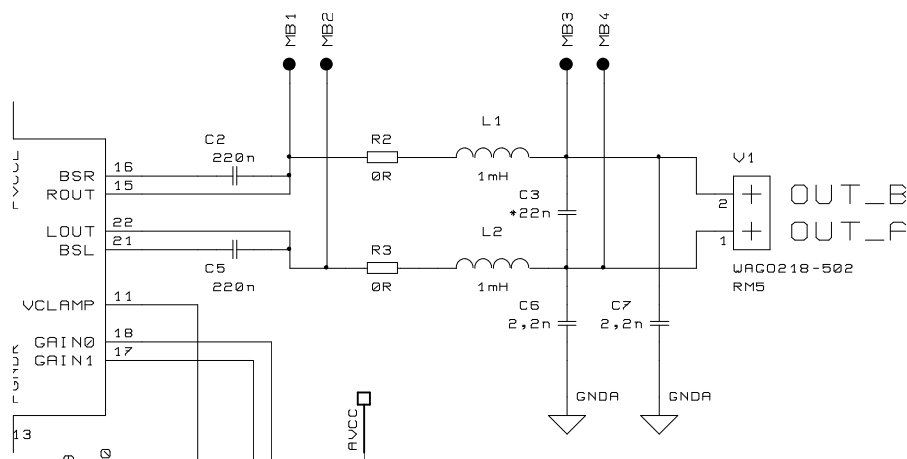 MB1
MB2
MB3
MB4
C2
220n
R2
0R
L1
1mH
V1
BSR
16
ROUT
15
C3
*22n
2
OUT_B
LOUT
22
BSL
21
C5
220n
R3
0R
L2
1mH
1
OUT_A
WAGO218-502
RM5
VCLAMP
11
C6
2,2n
C7
2,2n
GAIN0
18
GAIN1
17
AVCC
GNDA
GNDA
13